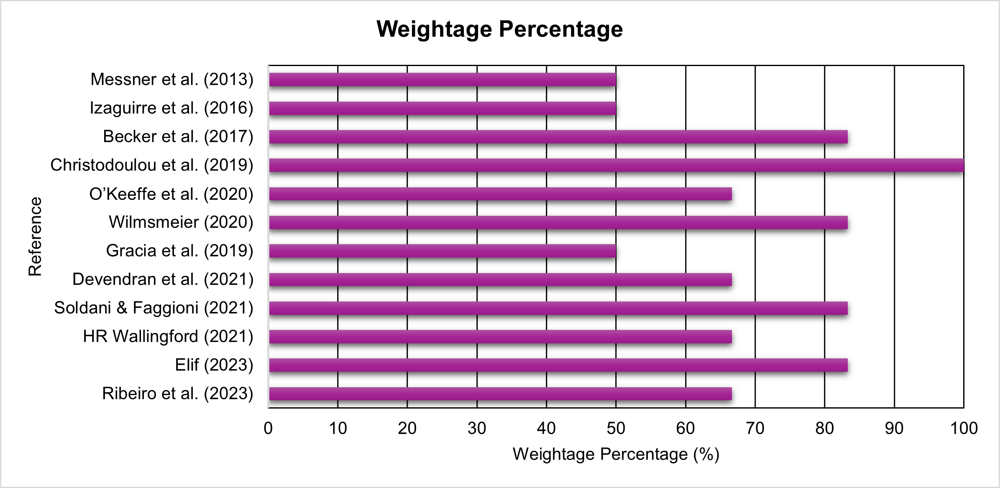 Weightage Percentage
Messner et al. (2013)
Izaguirre et al. (2016)
Becker et al. (2017)
Christodoulou et al. (2019)
O’Keeffe et al. (2020)
Wilmsmeier (2020)
Gracia et al. (2019)
Devendran et al. (2021)
Soldani & Faggioni (2021)
HR Wallingford (2021)
Elif (2023)
Ribeiro et al. (2023)
Reference
0 10 20 30 40 50 60 70 80 90 100
Weightage Percentage (%)